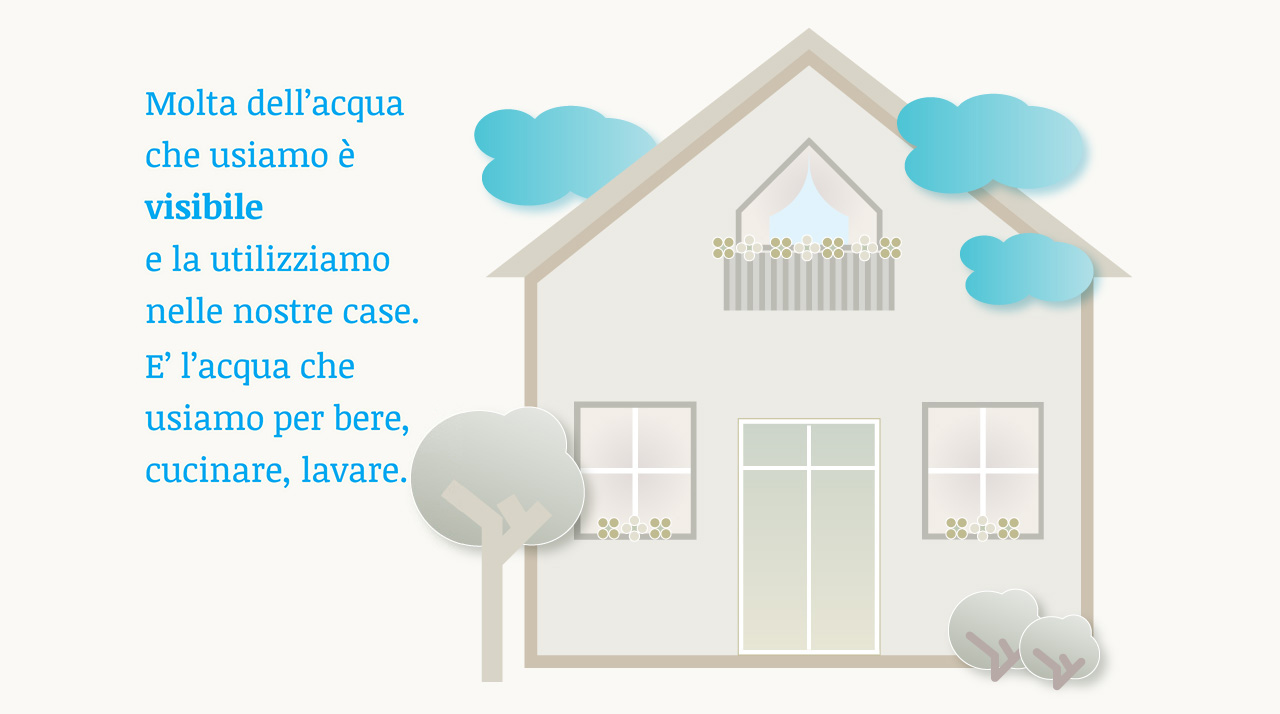 Molta dell’acqua
che usiamo è
visibile
e la utilizziamo
nelle nostre case.
E’ l’acqua che
usiamo per bere,
cucinare, lavare.